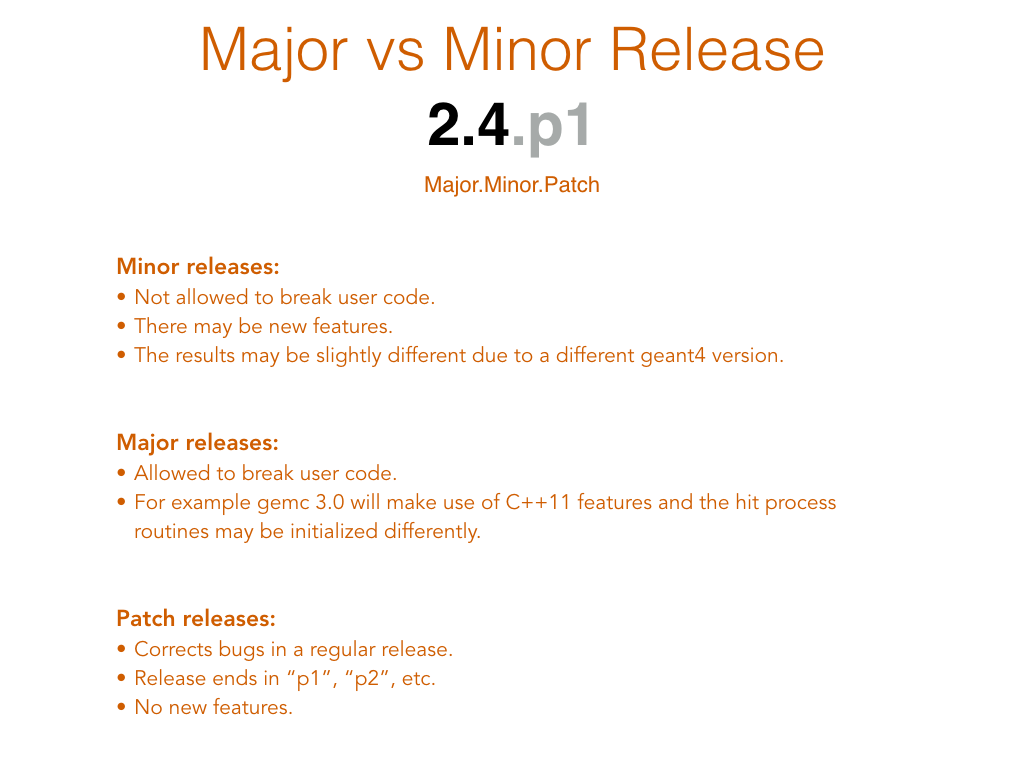 Major vs Minor Release
2.4.p1
Major.Minor.Patch
Minor releases:
• Not allowed to break user code.
• There may be new features.
• The results may be slightly different due to a different geant4 version.
Major releases:
• Allowed to break user code.
• For example gemc 3.0 will make use of C++11 features and the hit process
routines may be initialized differently.
Patch releases:
• Corrects bugs in a regular release.
• Release ends in “p1”, “p2”, etc.
• No new features.